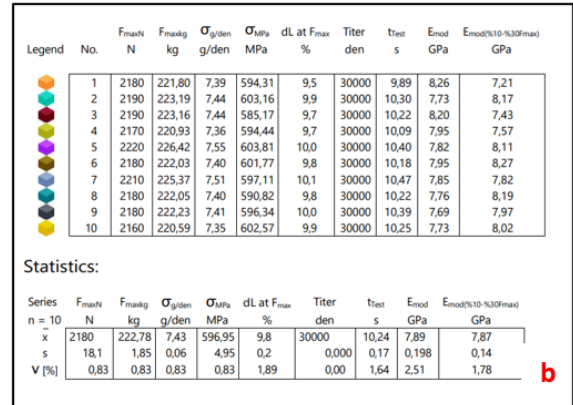 FmaxN Fmaxkg σg/den σMPa dL at Fmax Titer tTest Emod Emod(%10-%30Fmax)
Legend No. N kg g/den MPa % den s GPa GPa
1 2180 221,80 7,39 594,31 9,5 30000 9,89 8,26 7,21
2 2190 223,19 7,44 603,16 9,9 30000 10,30 7,73 8,17
3 2190 223,16 7,44 585,17 9,7 30000 10,22 8,20 7,43
4 2170 220,93 7,36 594,44 9,7 30000 10,09 7,95 7,57
5 2220 226,42 7,55 603,81 10,0 30000 10,40 7,82 8,11
6 2180 222,03 7,40 601,77 9,8 30000 10,18 7,95 8,27
7 2210 225,37 7,51 597,11 10,1 30000 10,47 7,85 7,82
8 2180 222,05 7,40 590,82 9,8 30000 10,22 7,76 8,19
9 2180 222,23 7,41 596,34 10,0 30000 10,39 7,69 7,97
10 2160 220,59 7,35 602,57 9,9 30000 10,25 7,73 8,02
Statistics:
Series FmaxN Fmaxkg σg/den σMPa dL at Fmax Titer tTest Emod Emod(%10-%30Fmax)
n = 10 N kg g/den MPa % den s GPa GPa
x̄ 2180 222,78 7,43 596,95 9,8 30000 10,24 7,89 7,87
s 18,1 1,85 0,06 4,95 0,2 0,000 0,17 0,198 0,14
V [%] 0,83 0,83 0,83 0,83 1,89 0,00 1,64 2,51 1,78
b